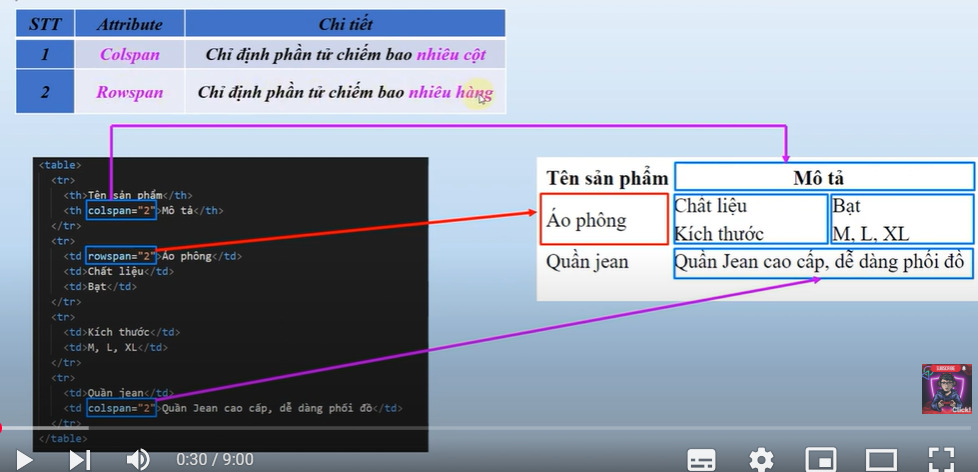 STT Attribute Chi tiết
1 Colspan Chỉ định phần tử chiếm bao nhiêu cột
2 Rowspan Chỉ định phần tử chiếm bao nhiêu hàng
<table>
<tr>
<th>Tên sản phẩm</th>
<th colspan="2">Mô tả</th>
</tr>
<tr>
<td rowspan="2">Áo phông</td>
<td>Chất liệu</td>
<td>Bạt</td>
</tr>
<tr>
<td>Kích thước</td>
<td>M, L, XL</td>
</tr>
<tr>
<td>Quần jean</td>
<td colspan="2">Quần Jean cao cấp, dễ dàng phối đồ</td>
</tr>
</table>
Tên sản phẩm Mô tả
Áo phông
Chất liệu Bạt
Kích thước M, L, XL
Quần jean Quần Jean cao cấp, dễ dàng phối đồ
SUBSCRIBE
Click!
0:30 / 9:00